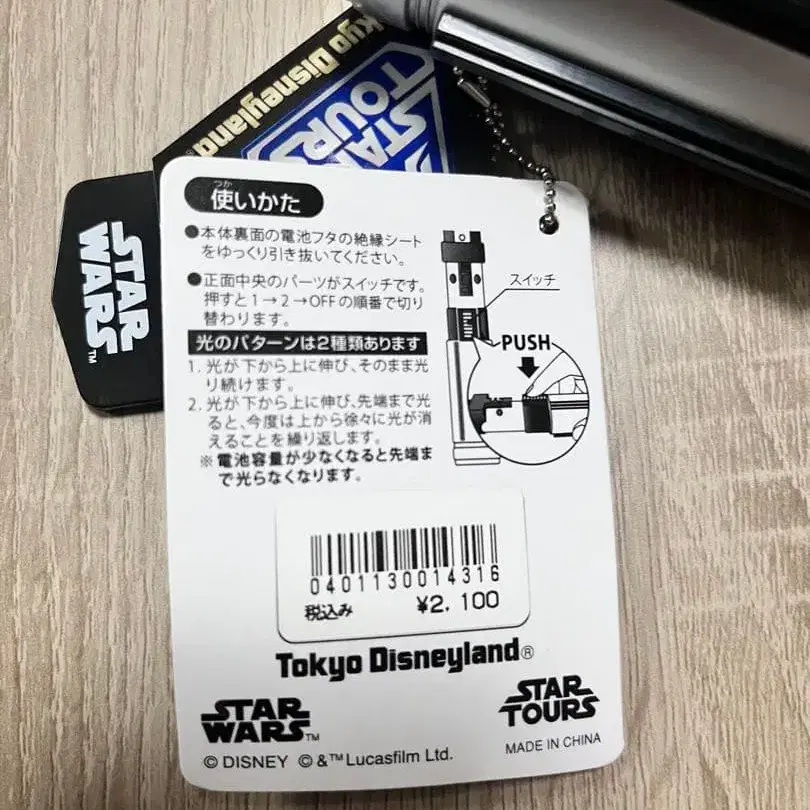 kyo Disneyland®
STAR
TOURS
STAR
WARS™
使いかた
つか
●本体裏面の電池フタの絶縁シート
をゆっくり引き抜いてください。
●正面中央のパーツがスイッチです。
押すと1→2→OFFの順番で切り
替わります。
スイッチ
PUSH
光のパターンは2種類あります
1. 光が下から上に伸び、そのまま光
り続けます。
2. 光が下から上に伸び、先端まで光
ると、今度は上から徐々に光が消
えることを繰り返します。
※電池容量が少なくなると先端ま
で光らなくなります。
0401130014316
税込み ¥2,100
Tokyo Disneyland®
STAR
WARS™
STAR
TOURS
© DISNEY © &™ Lucasfilm Ltd.
MADE IN CHINA